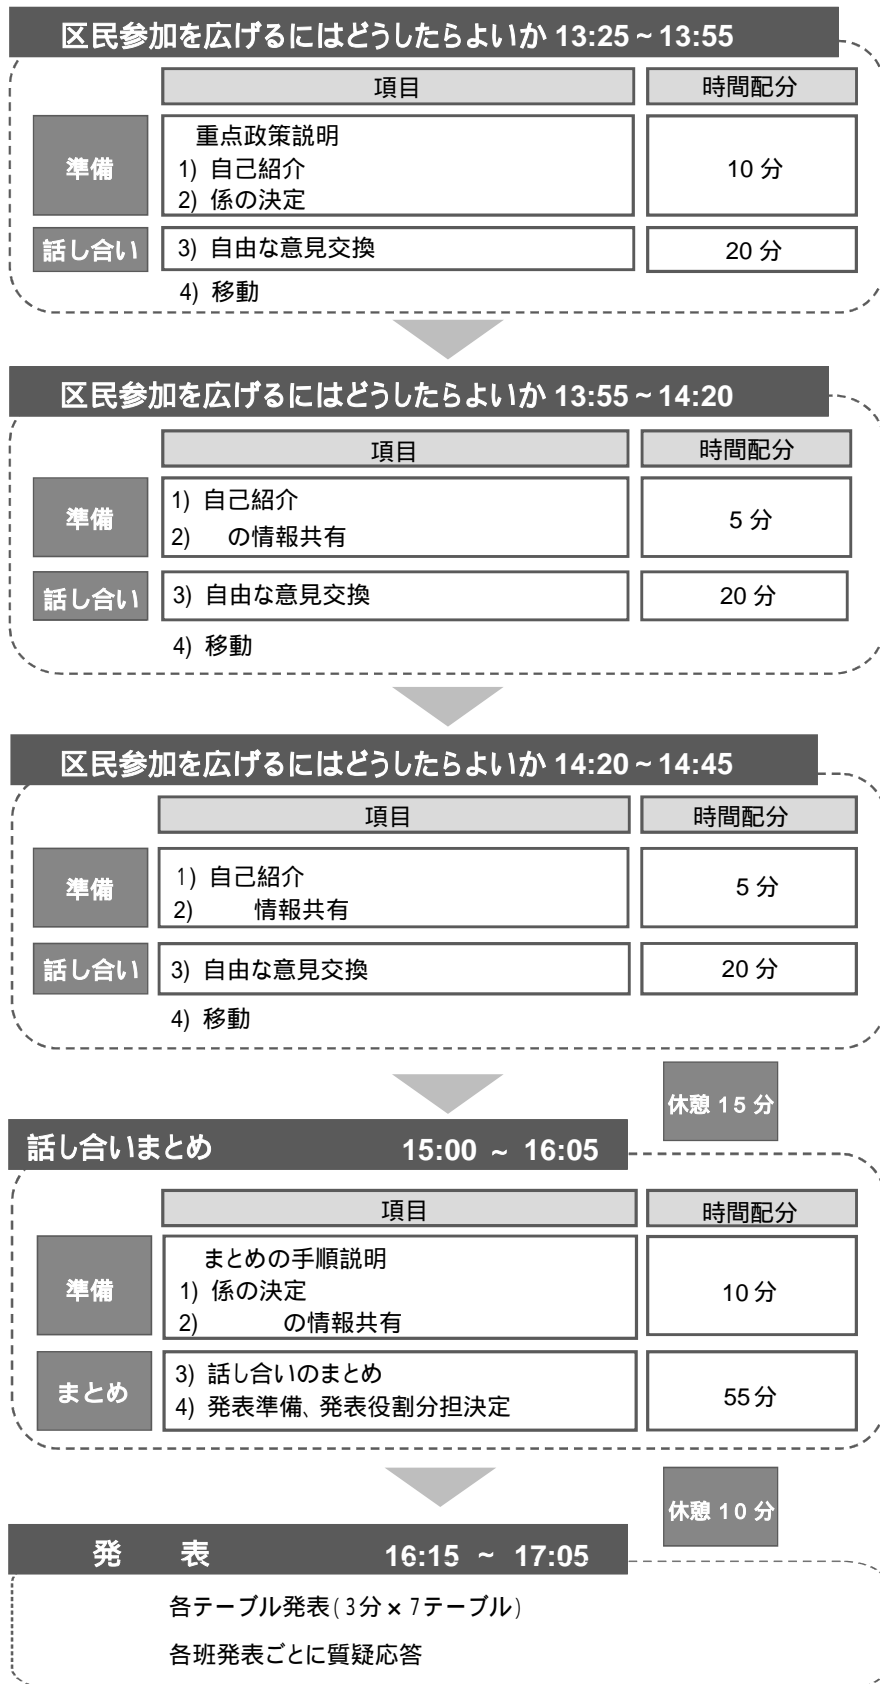 区民参加を広げるにはどうしたらよいか 13:25～13:55
項目 時間配分
準備
重点政策説明
1) 自己紹介
2) 係の決定
10 分
話し合い
3) 自由な意見交換
20 分
4) 移動
区民参加を広げるにはどうしたらよいか 13:55～14:20
項目 時間配分
準備
1) 自己紹介
2) の情報共有
5 分
話し合い
3) 自由な意見交換
20 分
4) 移動
区民参加を広げるにはどうしたらよいか 14:20～14:45
項目 時間配分
準備
1) 自己紹介
2) 情報共有
5 分
話し合い
3) 自由な意見交換
20 分
4) 移動
休憩 15 分
話し合いまとめ 15:00 ～ 16:05
項目 時間配分
準備
まとめの手順説明
1) 係の決定
2) の情報共有
10 分
まとめ
3) 話し合いのまとめ
4) 発表準備、発表役割分担決定
55 分
休憩 10 分
発 表 16:15 ～ 17:05
各テーブル発表(3分×7テーブル)
各班発表ごとに質疑応答